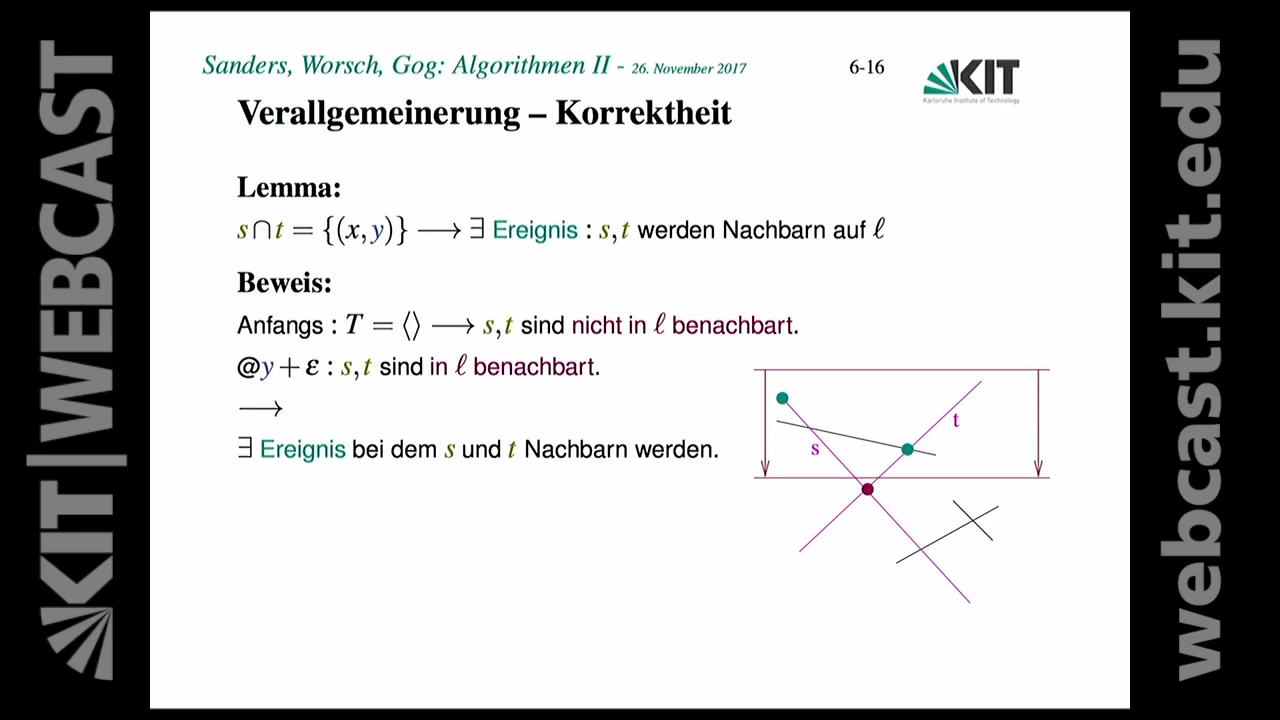 Sanders, Worsch, Gog: Algorithmen II - 26. November 2017
6-16
KIT
Karlsruhe Institute of Technology
Verallgemeinerung – Korrektheit
Lemma:
s∩t = {(x,y)} ⟶ ∃ Ereignis : s,t werden Nachbarn auf ℓ
Beweis:
Anfangs : T = ⟨⟩ ⟶ s,t sind nicht in ℓ benachbart.
@y+ε : s,t sind in ℓ benachbart.
⟶
∃ Ereignis bei dem s und t Nachbarn werden.
s
t
KIT | WEBCAST
webcast.kit.edu